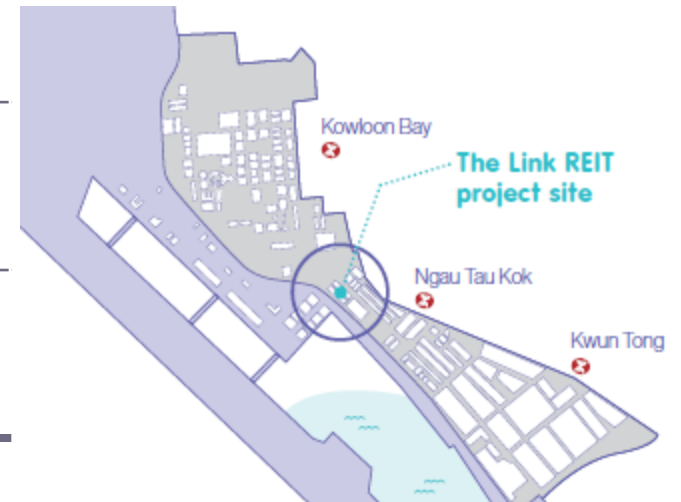 Kowloon Bay
The Link REIT
project site
Ngau Tau Kok
Kwun Tong